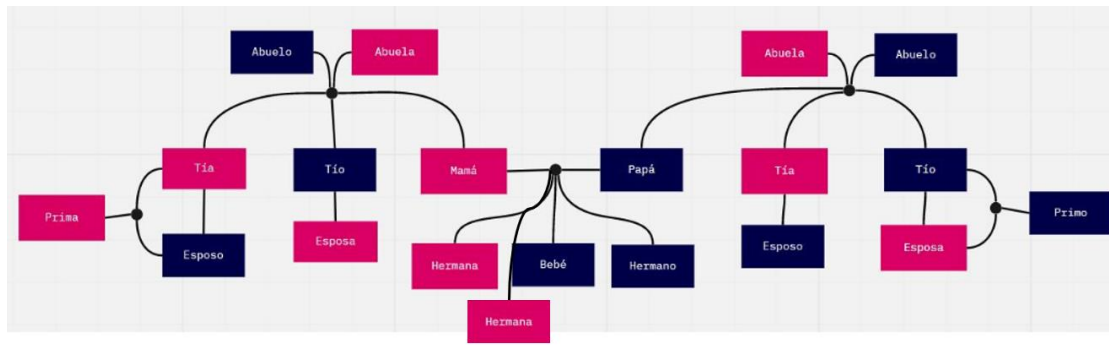 Abuelo
Abuela
Abuela
Abuelo
Tía
Tío
Mamá
Papá
Tía
Tío
Prima
Primo
Esposo
Esposa
Esposo
Esposa
Hermana
Bebé
Hermano
Hermana